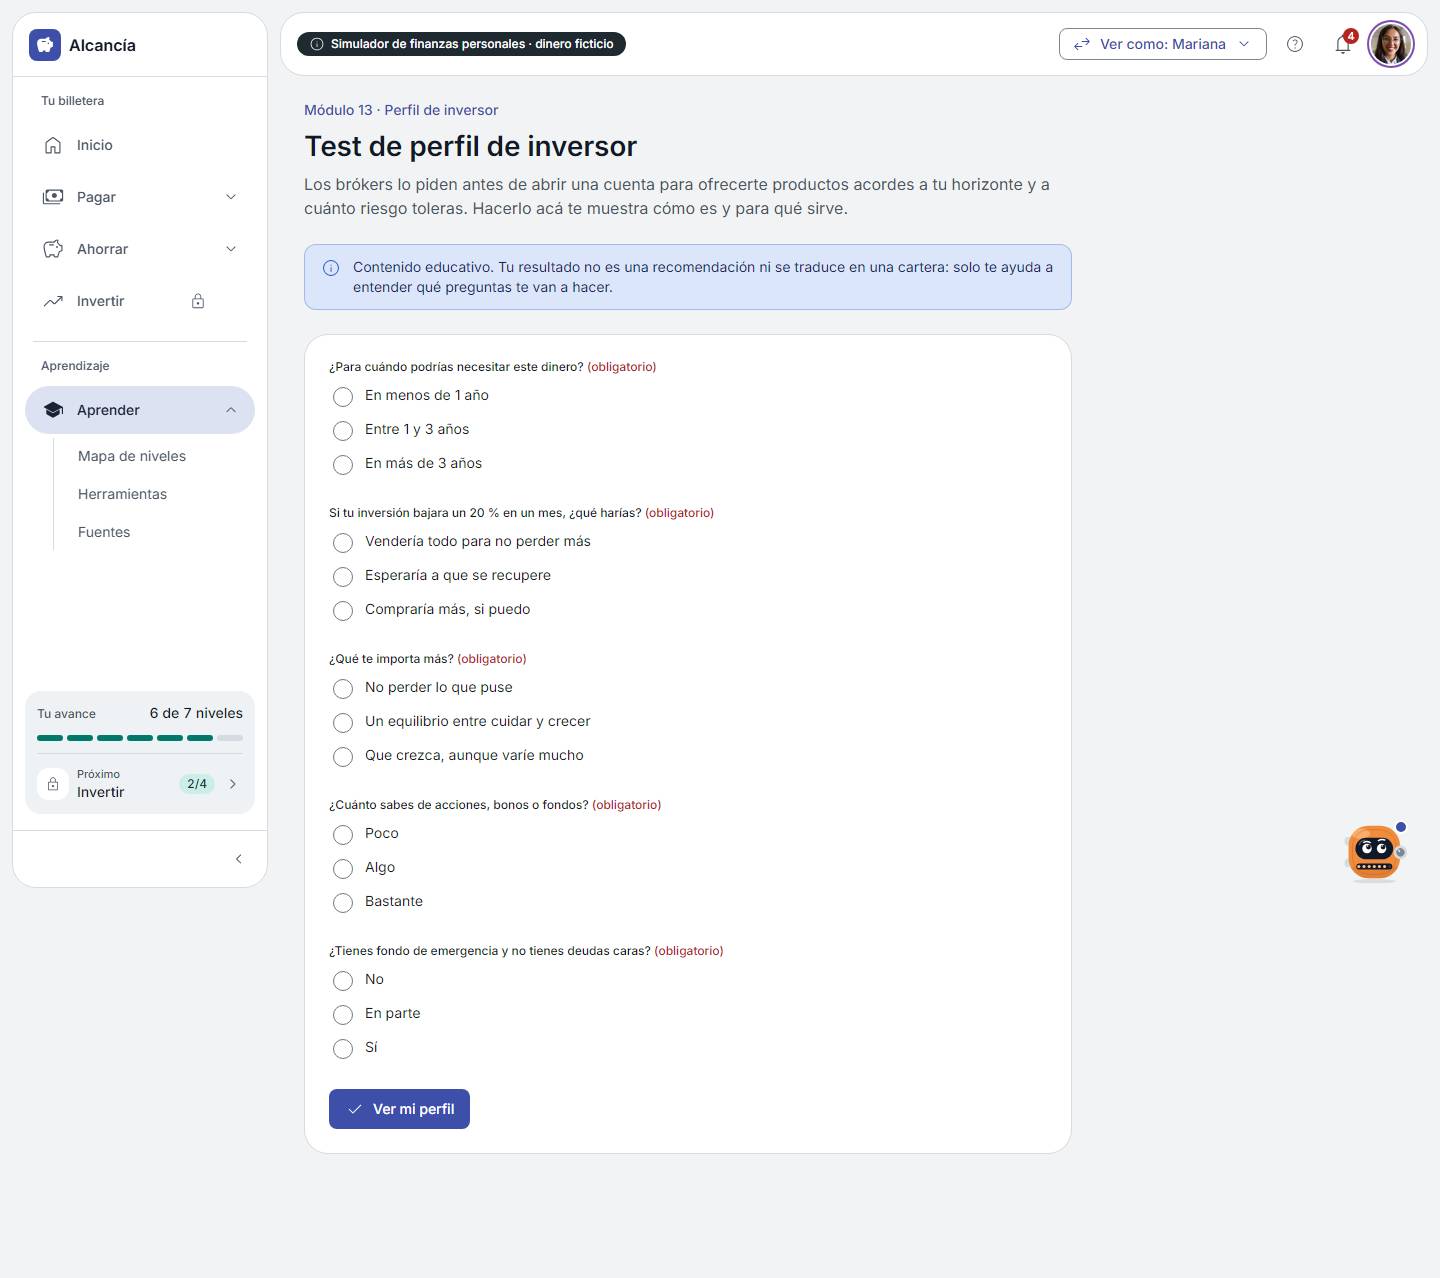 Alcancía
Simulador de finanzas personales · dinero ficticio
Ver como: Mariana
4
Tu billetera
Inicio
Pagar
Ahorrar
Invertir
Aprendizaje
Aprender
Mapa de niveles
Herramientas
Fuentes
Tu avance
6 de 7 niveles
Próximo
Invertir
2/4
Módulo 13 · Perfil de inversor
Test de perfil de inversor
Los brókers lo piden antes de abrir una cuenta para ofrecerte productos acordes a tu horizonte y a
cuánto riesgo toleras. Hacerlo acá te muestra cómo es y para qué sirve.
Contenido educativo. Tu resultado no es una recomendación ni se traduce en una cartera: solo te ayuda a
entender qué preguntas te van a hacer.
¿Para cuándo podrías necesitar este dinero? (obligatorio)
En menos de 1 año
Entre 1 y 3 años
En más de 3 años
Si tu inversión bajara un 20 % en un mes, ¿qué harías? (obligatorio)
Vendería todo para no perder más
Esperaría a que se recupere
Compraría más, si puedo
¿Qué te importa más? (obligatorio)
No perder lo que puse
Un equilibrio entre cuidar y crecer
Que crezca, aunque varíe mucho
¿Cuánto sabes de acciones, bonos o fondos? (obligatorio)
Poco
Algo
Bastante
¿Tienes fondo de emergencia y no tienes deudas caras? (obligatorio)
No
En parte
Sí
Ver mi perfil